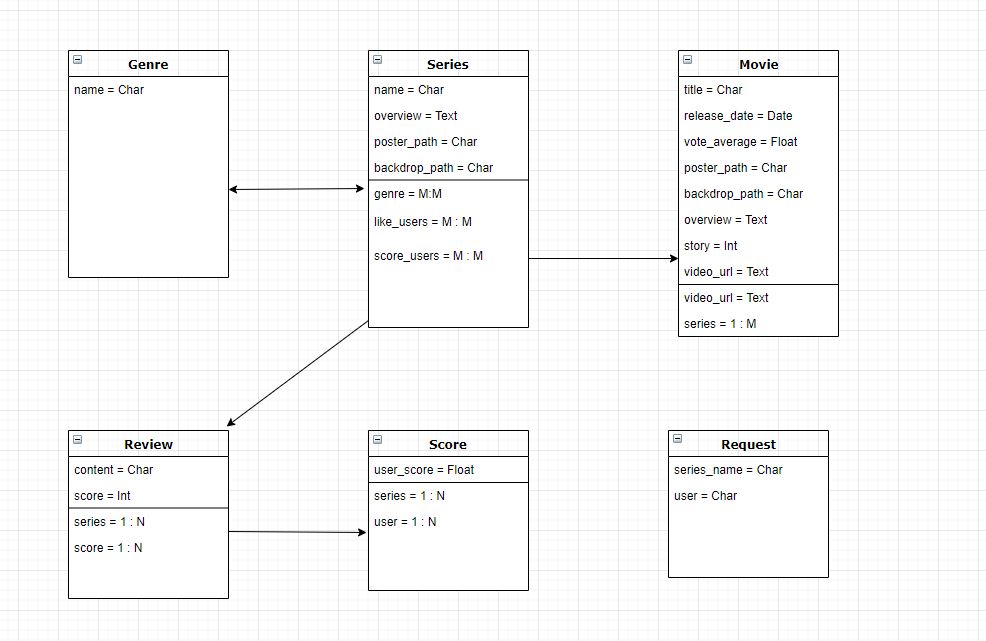 Genre
name = Char
Series
name = Char
overview = Text
poster_path = Char
backdrop_path = Char
genre = M:M
like_users = M : M
score_users = M : M
Movie
title = Char
release_date = Date
vote_average = Float
poster_path = Char
backdrop_path = Char
overview = Text
story = Int
video_url = Text
video_url = Text
series = 1 : M
Review
content = Char
score = Int
series = 1 : N
score = 1 : N
Score
user_score = Float
series = 1 : N
user = 1 : N
Request
series_name = Char
user = Char